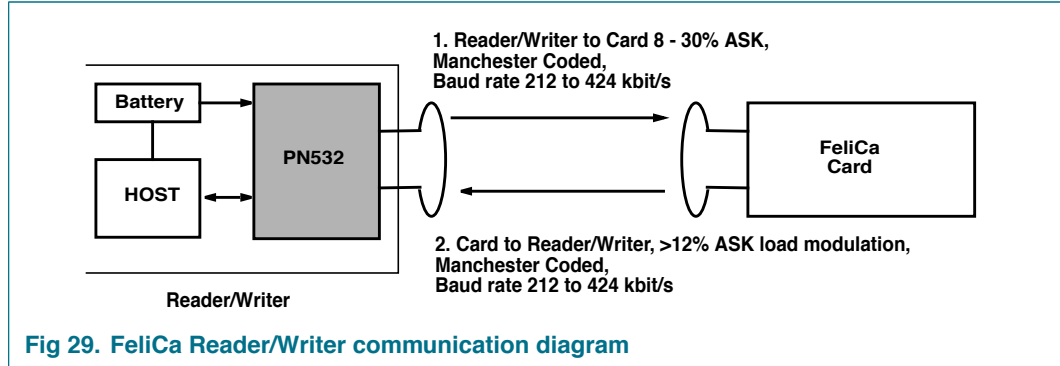 1. Reader/Writer to Card 8 - 30% ASK,
Manchester Coded,
Baud rate 212 to 424 kbit/s
Battery
PN532
HOST
FeliCa
Card
2. Card to Reader/Writer, >12% ASK load modulation,
Manchester Coded,
Baud rate 212 to 424 kbit/s
Reader/Writer
Fig 29. FeliCa Reader/Writer communication diagram